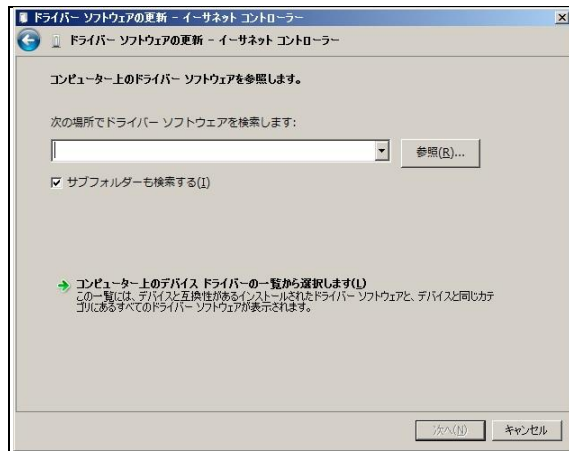 ドライバー ソフトウェアの更新 - イーサネット コントローラー
ドライバー ソフトウェアの更新 - イーサネット コントローラー
コンピューター上のドライバー ソフトウェアを参照します。
次の場所でドライバー ソフトウェアを検索します:
参照(R)...
サブフォルダーも検索する(I)
コンピューター上のデバイス ドライバーの一覧から選択します(L)
この一覧には、デバイスと互換性があるインストールされたドライバー ソフトウェアと、デバイスと同じカテ
ゴリにあるすべてのドライバー ソフトウェアが表示されます。
次へ(N)
キャンセル